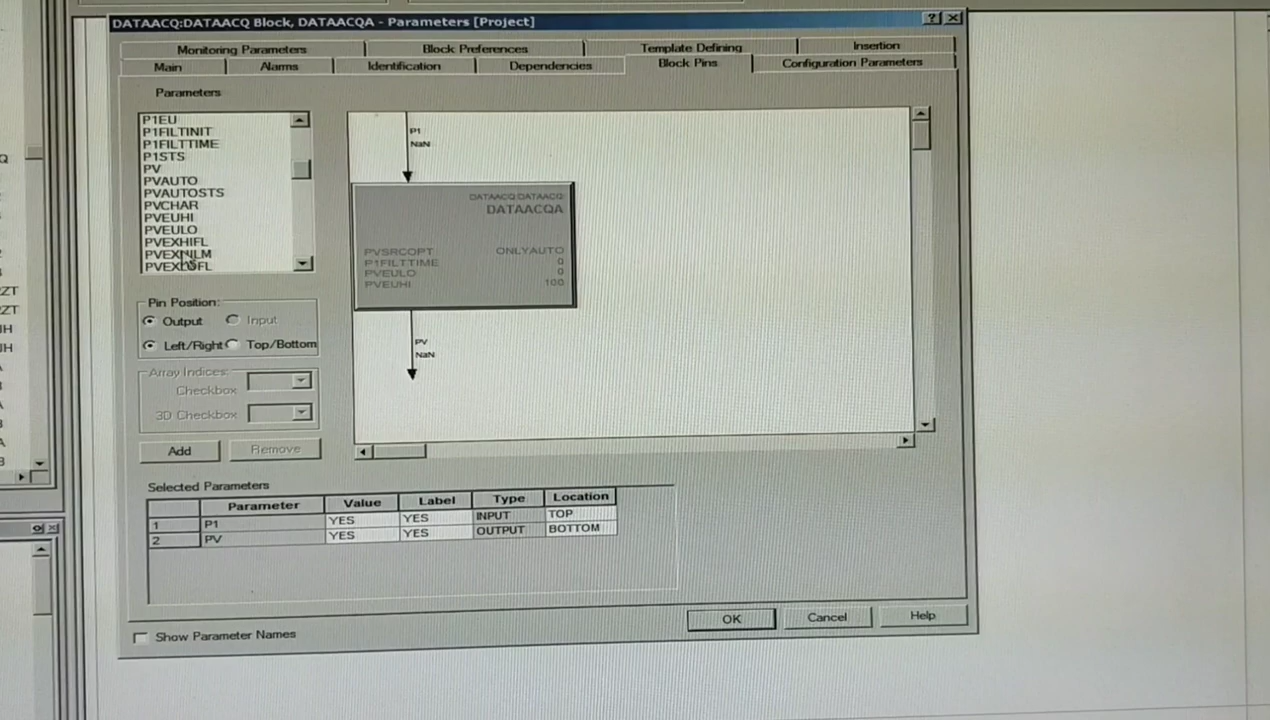 DATAACQ:DATAACQ Block, DATAACQA - Parameters [Project]
Monitoring Parameters
Block Preferences
Template Defining
Insertion
Main
Alarms
Identification
Dependencies
Block Pins
Configuration Parameters
Parameters
P1EU
P1FILTINIT
P1FILTTIME
P1STS
PV
PVAUTO
PVAUTOSTS
PVCHAR
PVEUHI
PVEULO
PVEXHIFL
P1
NaN
DATAACQ:DATAACQ
DATAACQA
PVSRCOPT ONLYAUTO
P1FILTTIME 0
PVEULO 0
PVEUHI 100
PV
NaN
Pin Position:
Output Input
Left/Right Top/Bottom
Array Indices:
Checkbox
3D Checkbox
Add Remove
Selected Parameters
Parameter Value Label Type Location
1 P1 YES YES INPUT TOP
2 PV YES YES OUTPUT BOTTOM
OK Cancel Help
Show Parameter Names